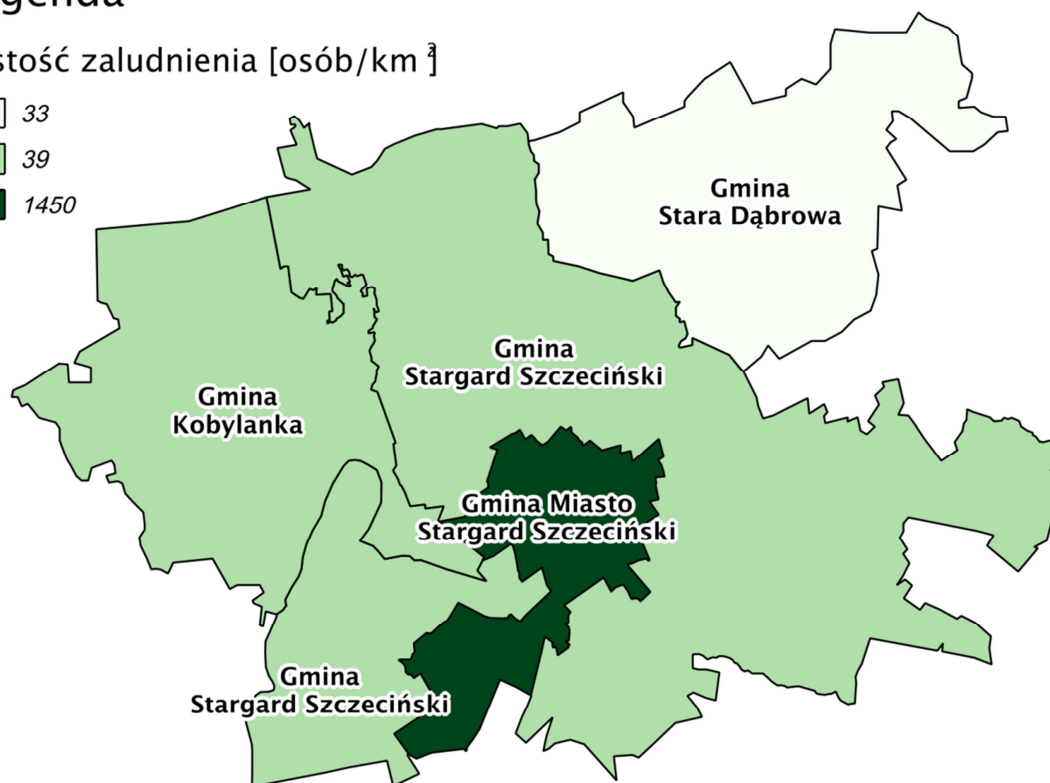 genda
stość zaludnienia [osób/km²]
33
39
1450
Gmina
Stara Dąbrowa
Gmina
Stargard Szczeciński
Gmina
Kobylanka
Gmina Miasto
Stargard Szczeciński
Gmina
Stargard Szczeciński